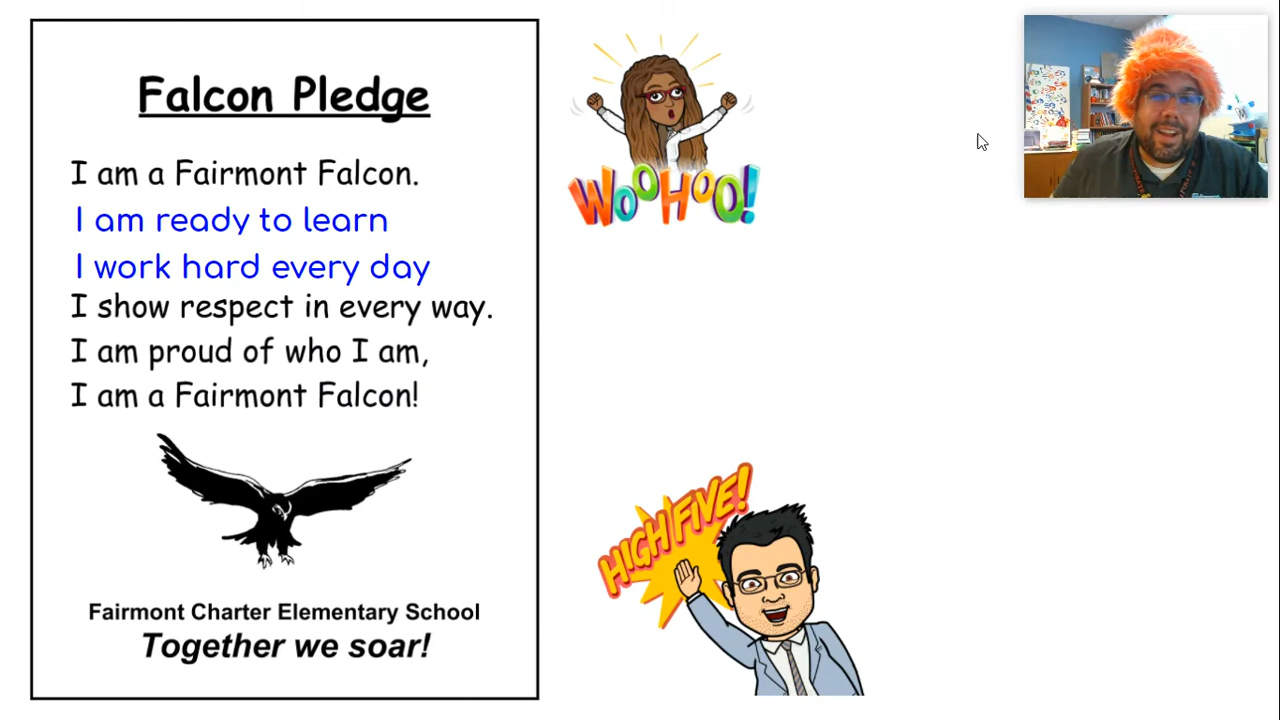 Falcon Pledge
I am a Fairmont Falcon.
I am ready to learn
I work hard every day
I show respect in every way.
I am proud of who I am,
I am a Fairmont Falcon!
Fairmont Charter Elementary School
Together we soar!
WOOHOO!
HIGH FIVE!